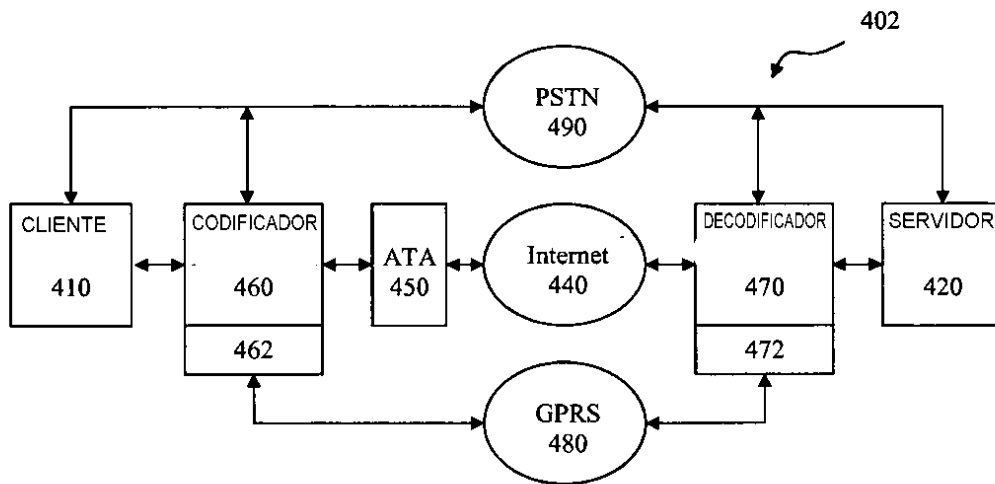 402
PSTN
490
CLIENTE
410
CODIFICADOR
460
462
ATA
450
Internet
440
DECODIFICADOR
470
472
SERVIDOR
420
GPRS
480